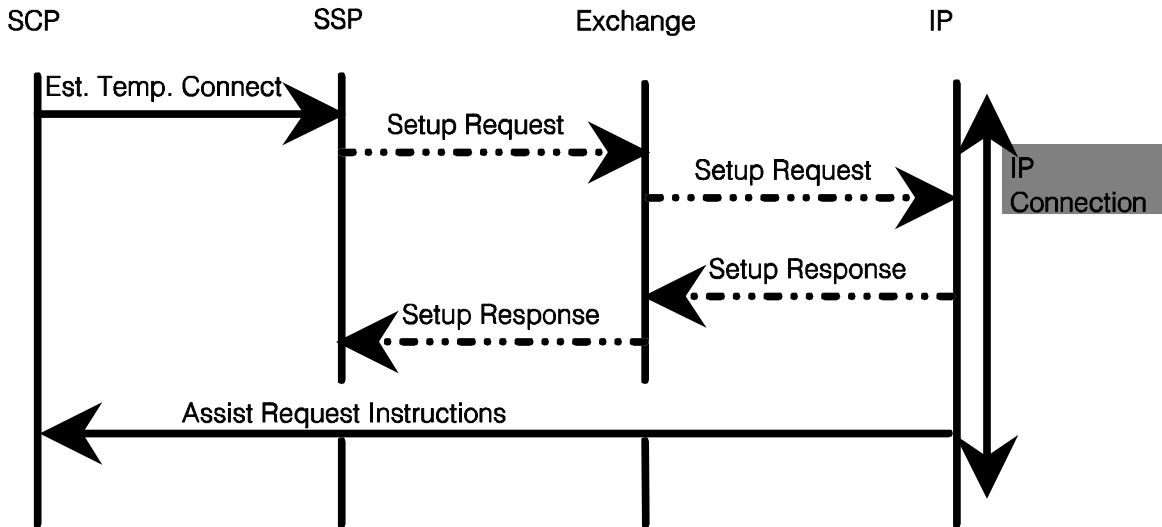 SCP
SSP
Exchange
IP
Est. Temp. Connect
Setup Request
Setup Request
IP
Connection
Setup Response
Setup Response
Assist Request Instructions